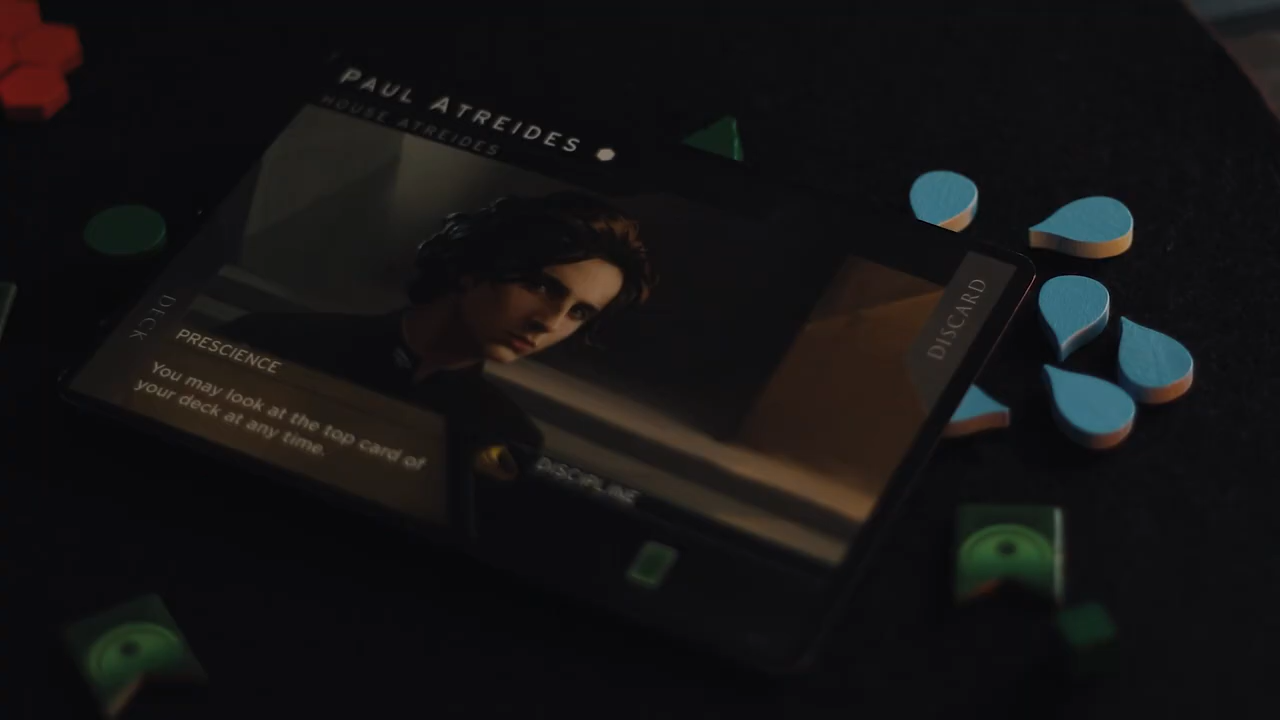 PAUL ATREIDES
HOUSE ATREIDES
DECK
DISCARD
PRESCIENCE
You may look at the top card of
your deck at any time.
DISCIPLINE